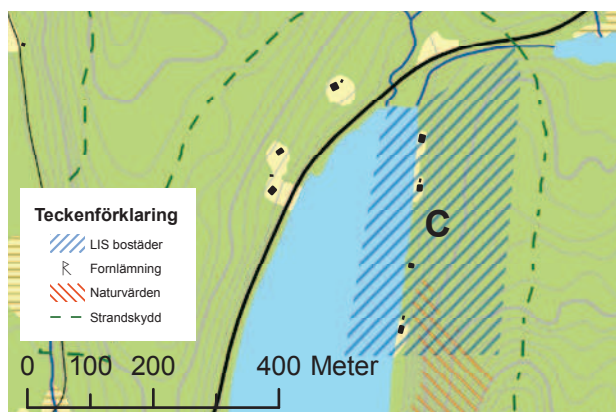 C
Teckenförklaring
LIS bostäder
Fornlämning
Naturvärden
Strandskydd
0 100 200 400 Meter